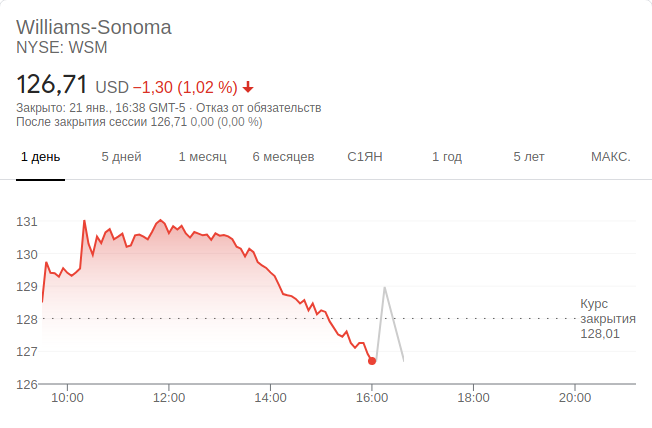 Williams-Sonoma
NYSE: WSM
126,71 USD −1,30 (1,02 %)
Закрыто: 21 янв., 16:38 GMT-5 · Отказ от обязательств
После закрытия сессии 126,71 0,00 (0,00 %)
1 день 5 дней 1 месяц 6 месяцев С1ЯН 1 год 5 лет МАКС.
131
130
129
Курс
128 закрытия
128,01
127
126
10:00 12:00 14:00 16:00 18:00 20:00